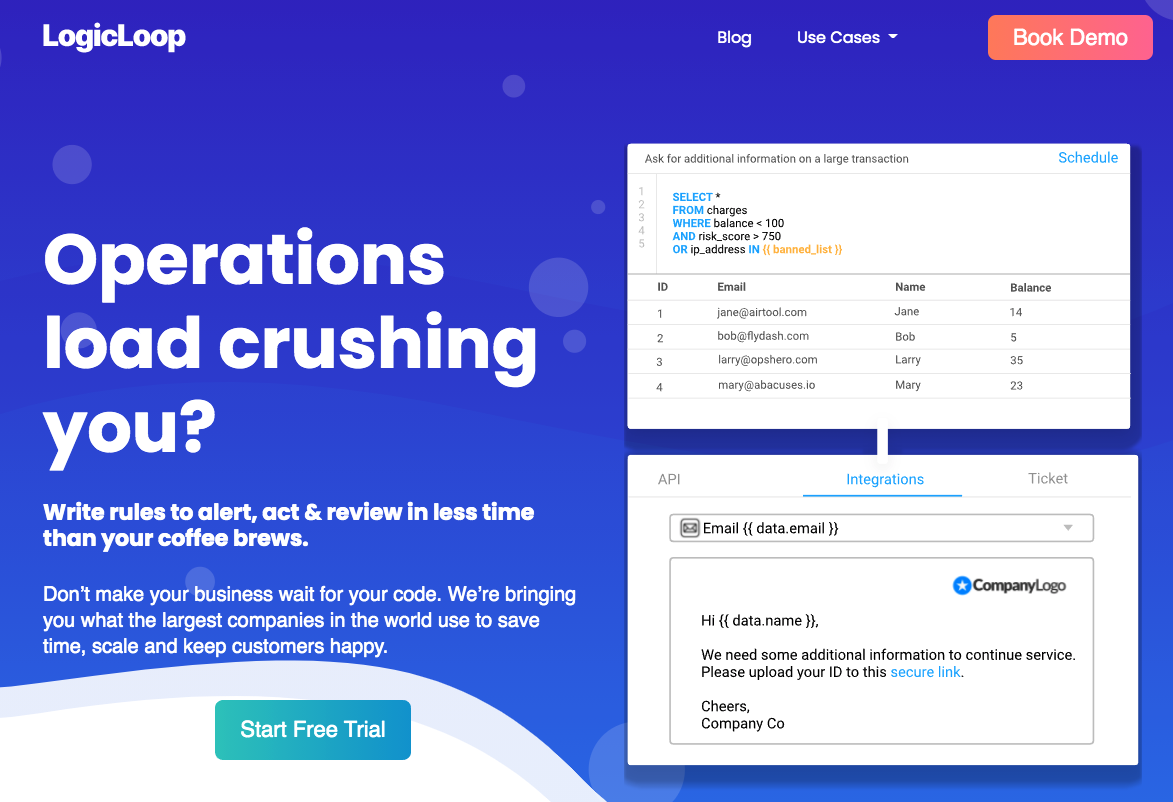 LogicLoop
Blog
Use Cases
Book Demo
Operations
load crushing
you?
Write rules to alert, act & review in less time
than your coffee brews.
Don’t make your business wait for your code. We’re bringing
you what the largest companies in the world use to save
time, scale and keep customers happy.
Start Free Trial
Ask for additional information on a large transaction
Schedule
1 SELECT *
2 FROM charges
3 WHERE balance < 100
4 AND risk_score > 750
5 OR ip_address IN {{ banned_list }}
ID Email Name Balance
1 jane@airtool.com Jane 14
2 bob@flydash.com Bob 5
3 larry@opshero.com Larry 35
4 mary@abacuses.io Mary 23
API Integrations Ticket
Email {{ data.email }}
CompanyLogo
Hi {{ data.name }},
We need some additional information to continue service.
Please upload your ID to this secure link.
Cheers,
Company Co